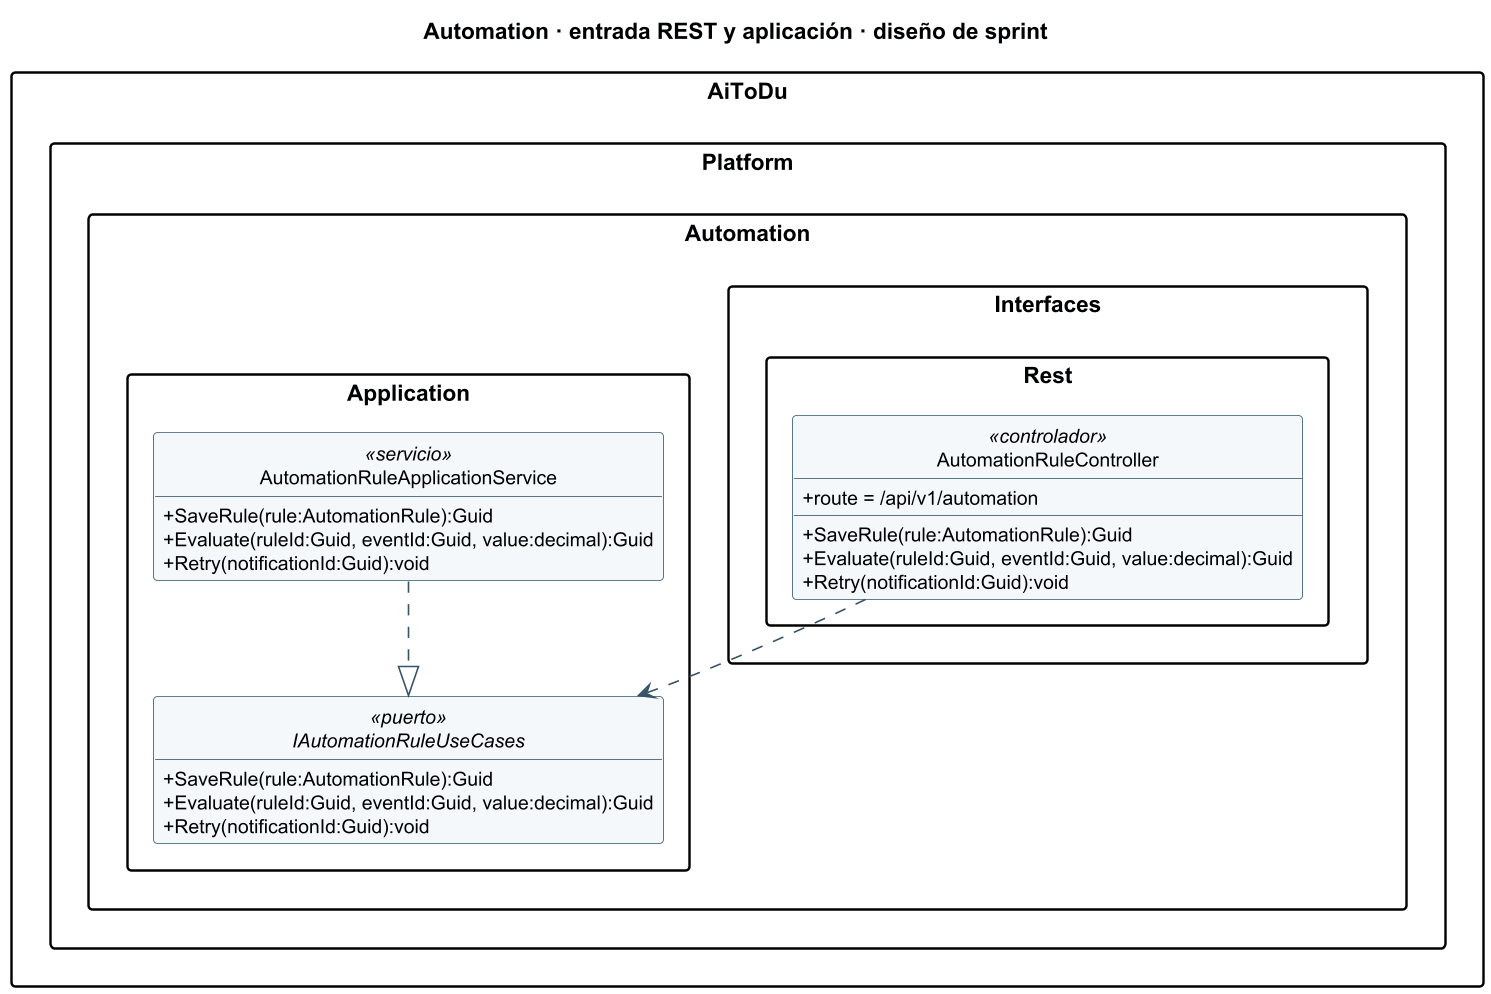 Automation · entrada REST y aplicación · diseño de sprint
AiToDu
Platform
Automation
Interfaces
Rest
«controlador»
AutomationRuleController
+route = /api/v1/automation
+SaveRule(rule:AutomationRule):Guid
+Evaluate(ruleId:Guid, eventId:Guid, value:decimal):Guid
+Retry(notificationId:Guid):void
Application
«servicio»
AutomationRuleApplicationService
+SaveRule(rule:AutomationRule):Guid
+Evaluate(ruleId:Guid, eventId:Guid, value:decimal):Guid
+Retry(notificationId:Guid):void
«puerto»
IAutomationRuleUseCases
+SaveRule(rule:AutomationRule):Guid
+Evaluate(ruleId:Guid, eventId:Guid, value:decimal):Guid
+Retry(notificationId:Guid):void